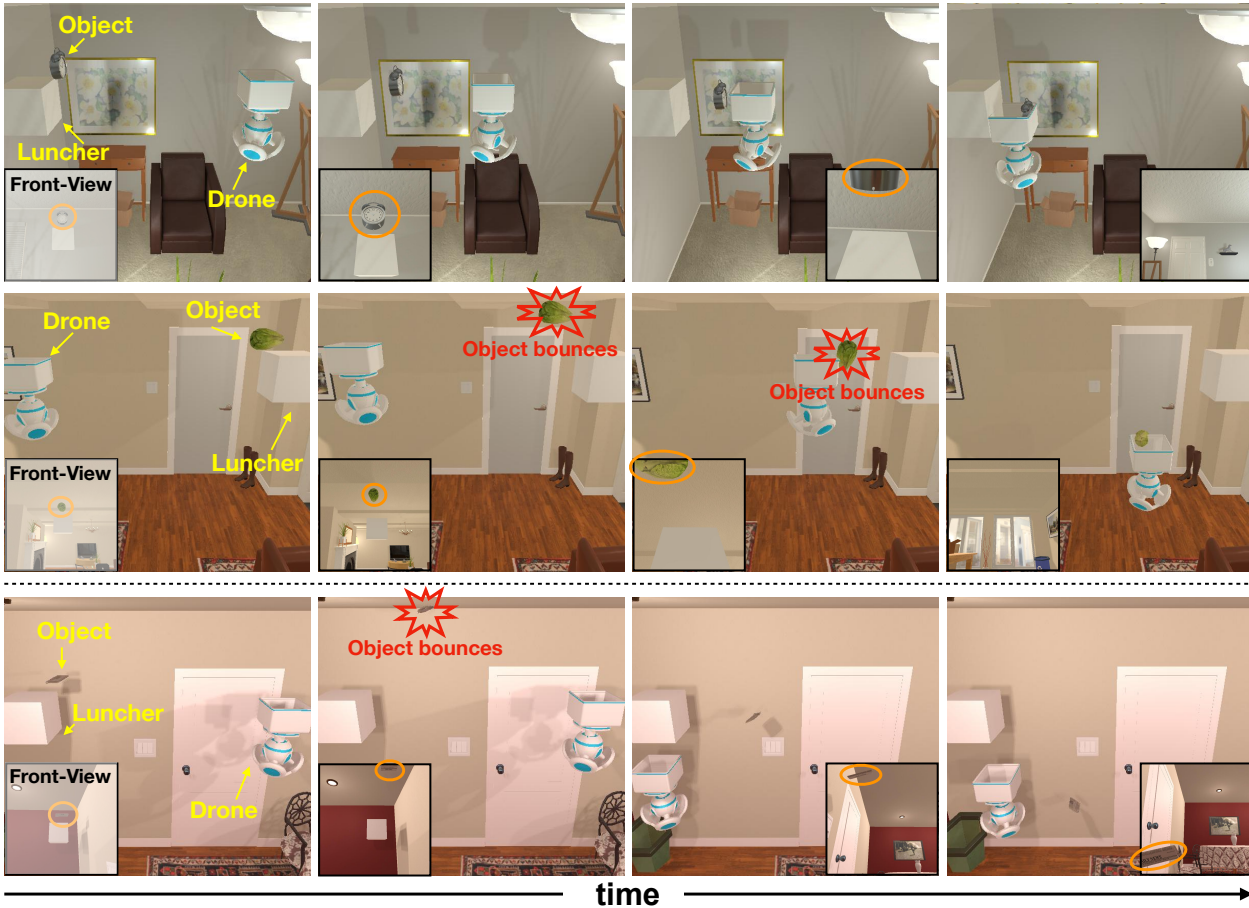 Object
Luncher
Front-View
Drone
Drone
Object
Object bounces
Object bounces
Luncher
Front-View
Object
Object bounces
Luncher
Front-View
Drone
time